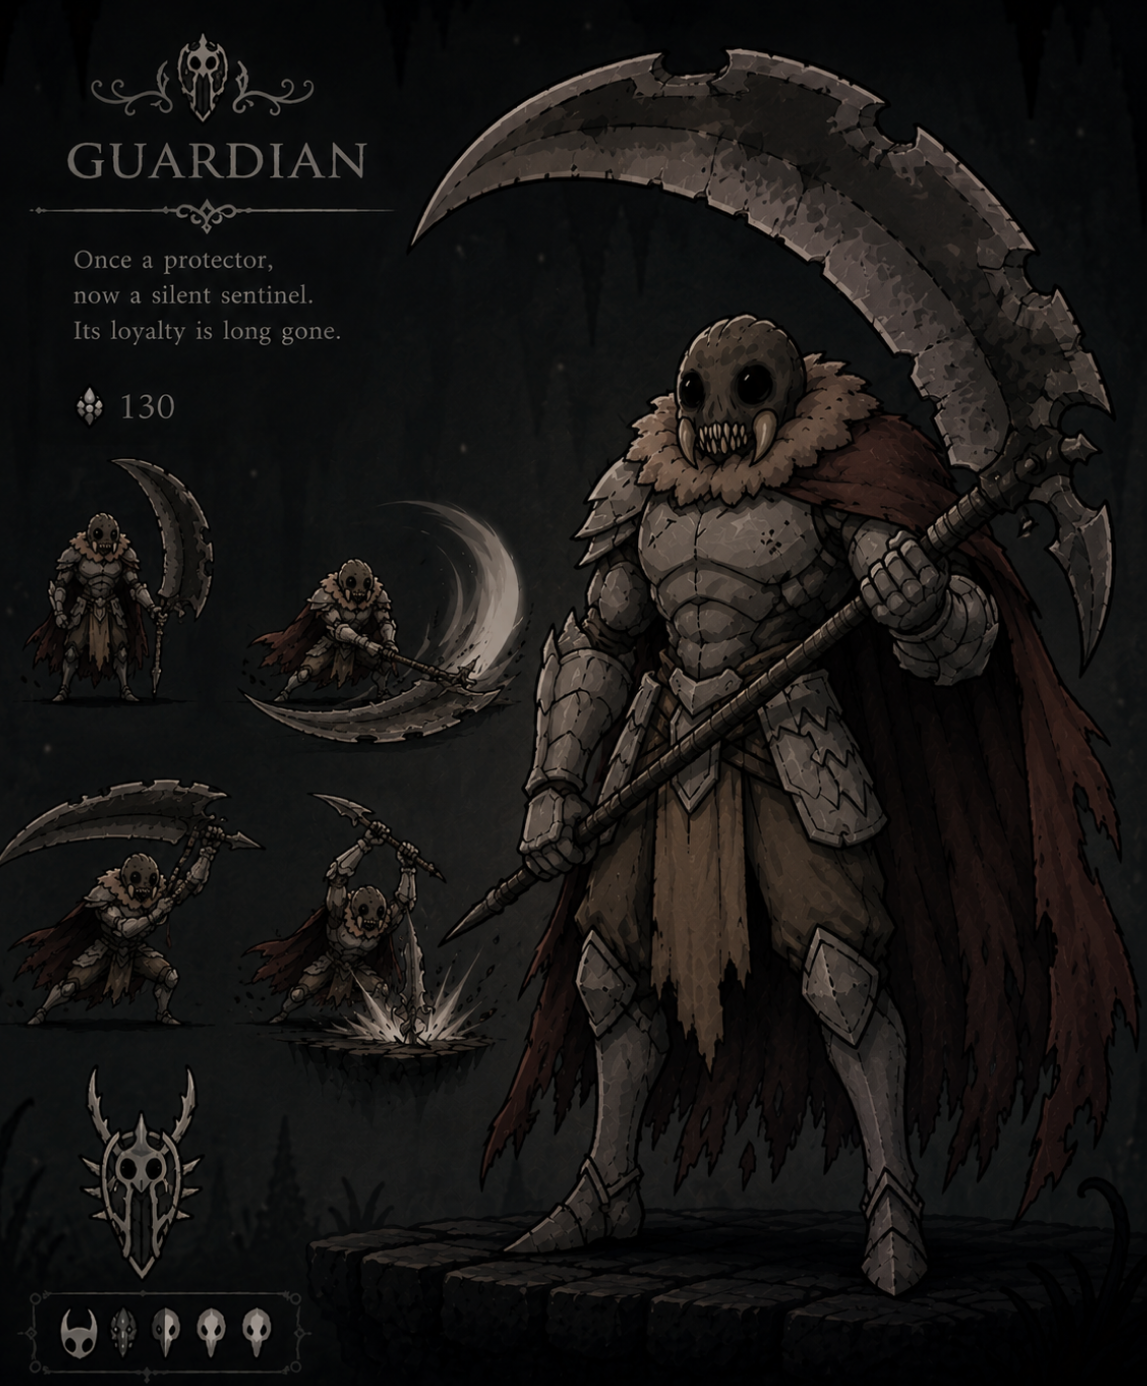 GUARDIAN
Once a protector,
now a silent sentinel.
Its loyalty is long gone.
130